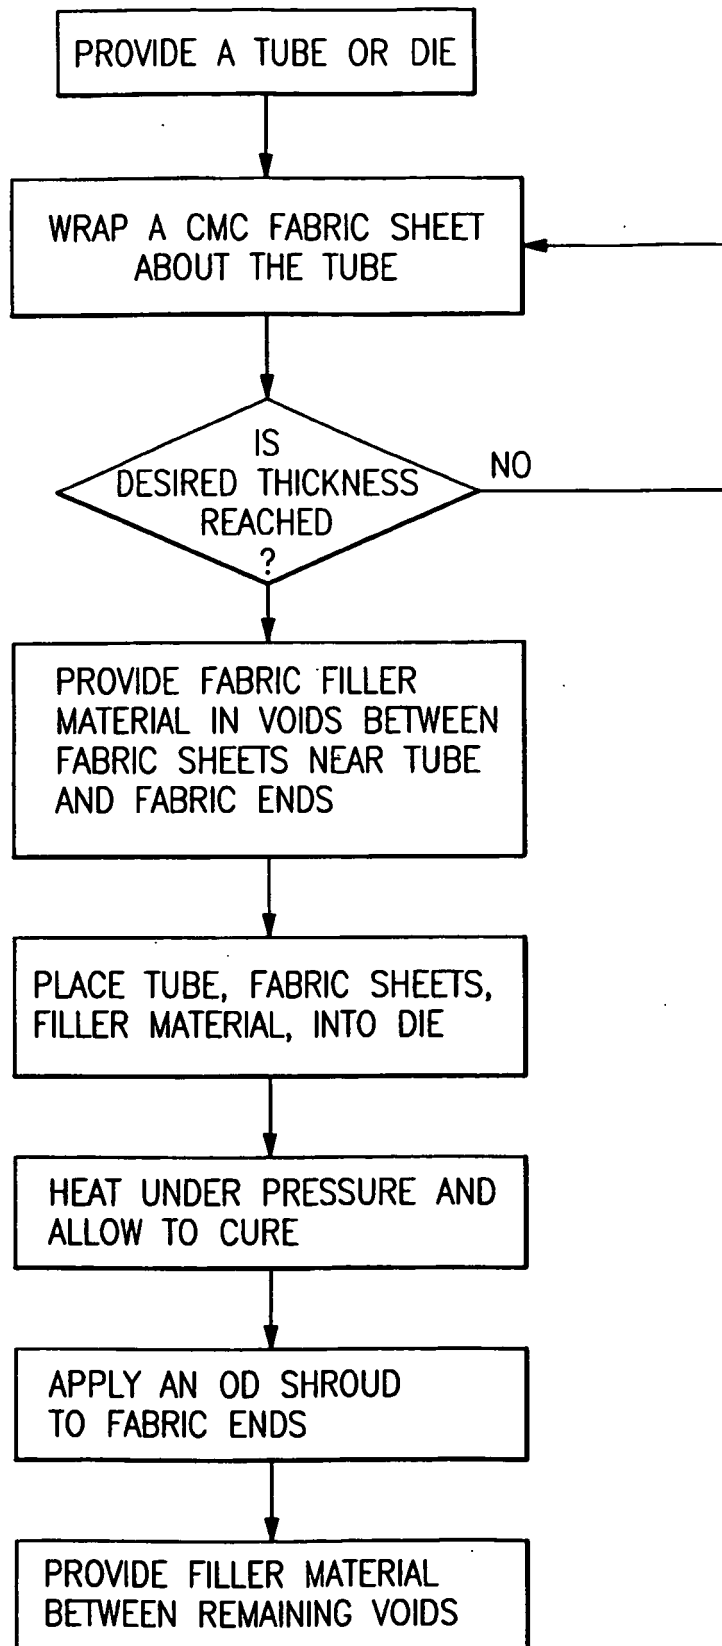 PROVIDE A TUBE OR DIE
WRAP A CMC FABRIC SHEET
ABOUT THE TUBE
IS
DESIRED THICKNESS
REACHED
?
NO
PROVIDE FABRIC FILLER
MATERIAL IN VOIDS BETWEEN
FABRIC SHEETS NEAR TUBE
AND FABRIC ENDS
PLACE TUBE, FABRIC SHEETS,
FILLER MATERIAL, INTO DIE
HEAT UNDER PRESSURE AND
ALLOW TO CURE
APPLY AN OD SHROUD
TO FABRIC ENDS
PROVIDE FILLER MATERIAL
BETWEEN REMAINING VOIDS